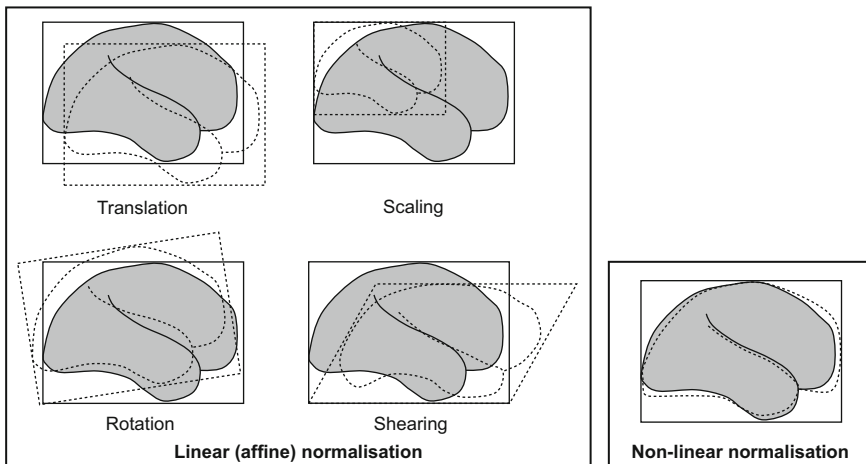 Translation
Scaling
Rotation
Shearing
Linear (affine) normalisation
Non-linear normalisation